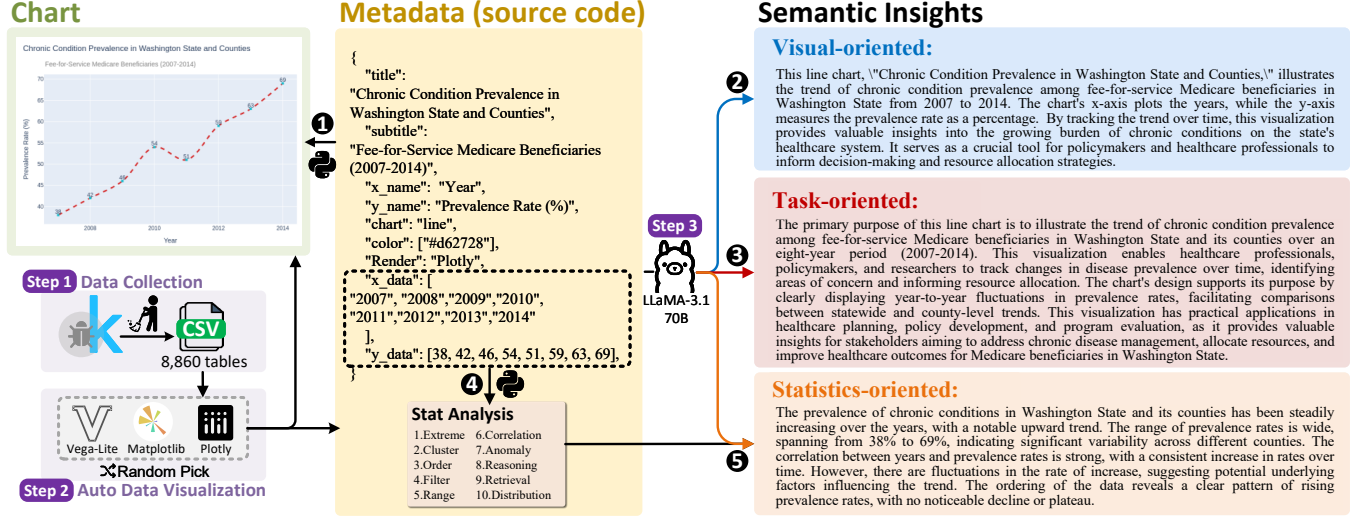 Chart
Chronic Condition Prevalence in Washington State and Counties
Fee-for-Service Medicare Beneficiaries (2007-2014)
Prevalence Rate (%)
70
65
60
55
50
45
40
38
42
46
54
51
59
63
69
2008
2010
2012
2014
Year
Step 1 Data Collection
k
CSV
8,860 tables
Vega-Lite
Matplotlib
Plotly
Random Pick
Step 2 Auto Data Visualization
Metadata (source code)
1
{
"title":
"Chronic Condition Prevalence in
Washington State and Counties",
"subtitle":
"Fee-for-Service Medicare Beneficiaries
(2007-2014)",
"x_name": "Year",
"y_name": "Prevalence Rate (%)",
"chart": "line",
"color": ["#d62728"],
"Render": "Plotly",
"x_data": [
"2007", "2008","2009","2010",
"2011","2012","2013","2014"
],
"y_data": [38, 42, 46, 54, 51, 59, 63, 69],
}
4
Stat Analysis
1.Extreme 6.Correlation
2.Cluster 7.Anomaly
3.Order 8.Reasoning
4.Filter 9.Retrieval
5.Range 10.Distribution
Step 3
LLaMA-3.1
70B
2
3
5
Semantic Insights
Visual-oriented:
This line chart, \"Chronic Condition Prevalence in Washington State and Counties,\" illustrates
the trend of chronic condition prevalence among fee-for-service Medicare beneficiaries in
Washington State from 2007 to 2014. The chart's x-axis plots the years, while the y-axis
measures the prevalence rate as a percentage. By tracking the trend over time, this visualization
provides valuable insights into the growing burden of chronic conditions on the state's
healthcare system. It serves as a crucial tool for policymakers and healthcare professionals to
inform decision-making and resource allocation strategies.
Task-oriented:
The primary purpose of this line chart is to illustrate the trend of chronic condition prevalence
among fee-for-service Medicare beneficiaries in Washington State and its counties over an
eight-year period (2007-2014). This visualization enables healthcare professionals,
policymakers, and researchers to track changes in disease prevalence over time, identifying
areas of concern and informing resource allocation. The chart's design supports its purpose by
clearly displaying year-to-year fluctuations in prevalence rates, facilitating comparisons
between statewide and county-level trends. This visualization has practical applications in
healthcare planning, policy development, and program evaluation, as it provides valuable
insights for stakeholders aiming to address chronic disease management, allocate resources, and
improve healthcare outcomes for Medicare beneficiaries in Washington State.
Statistics-oriented:
The prevalence of chronic conditions in Washington State and its counties has been steadily
increasing over the years, with a notable upward trend. The range of prevalence rates is wide,
spanning from 38% to 69%, indicating significant variability across different counties. The
correlation between years and prevalence rates is strong, with a consistent increase in rates over
time. However, there are fluctuations in the rate of increase, suggesting potential underlying
factors influencing the trend. The ordering of the data reveals a clear pattern of rising
prevalence rates, with no noticeable decline or plateau.